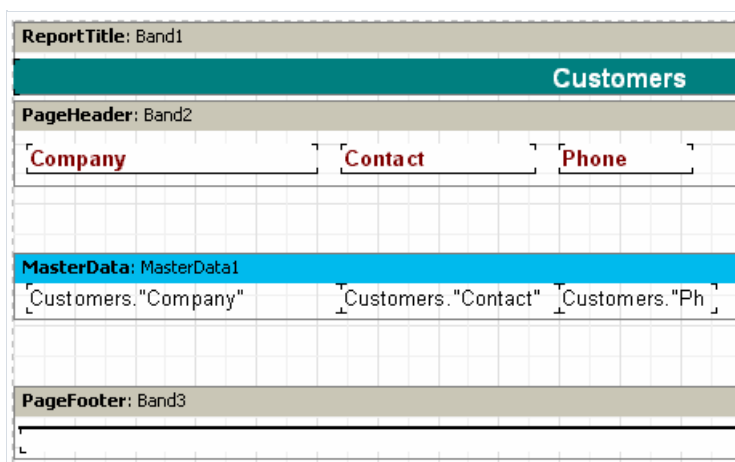 ReportTitle: Band1
Customers
PageHeader: Band2
Company Contact Phone
MasterData: MasterData1
Customers."Company" Customers."Contact" Customers."Ph
PageFooter: Band3